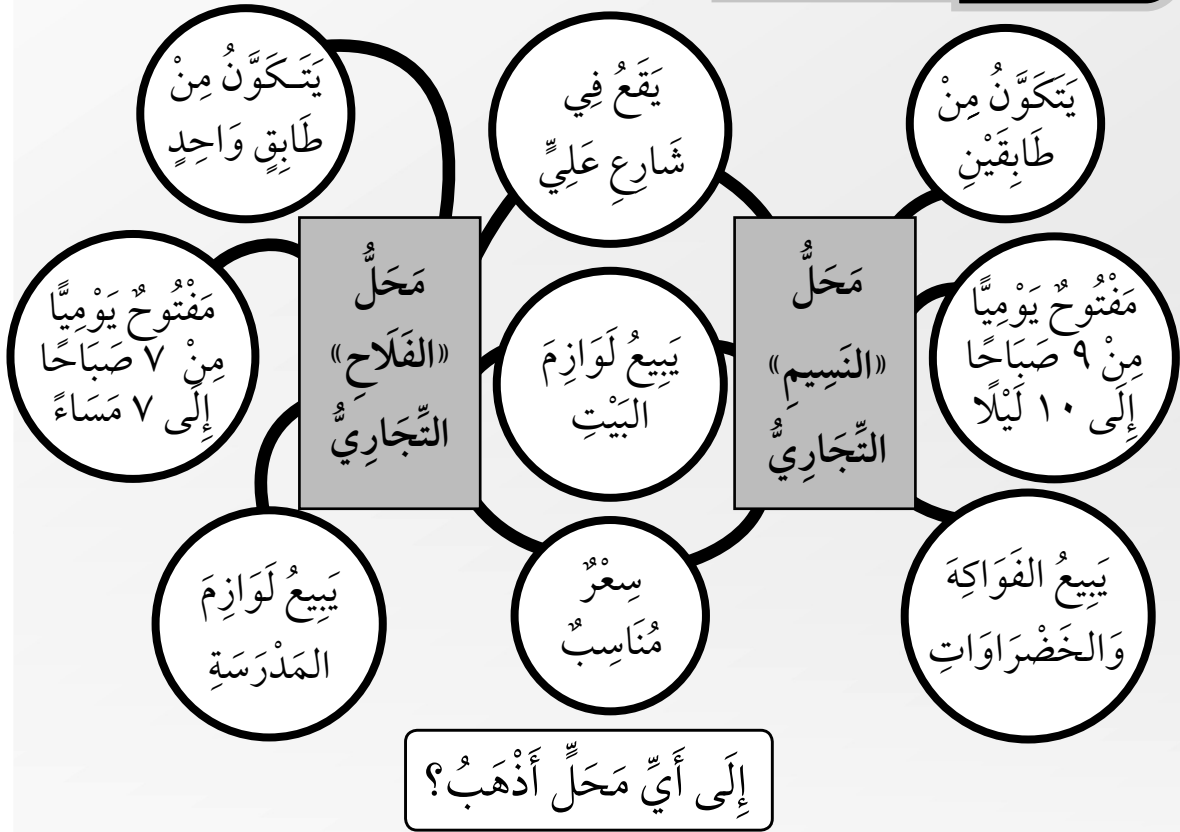 يَتَكَوَّنُ مِنْ
طَابِقَيْنِ
يَقَعُ فِي
شَارِعِ عَلِيٍّ
يَتَكَوَّنُ مِنْ
طَابِقٍ وَاحِدٍ
مَحَلُّ
«النَسِيمِ»
التِّجَارِيُّ
مَحَلُّ
«الفَلَاحِ»
التِّجَارِيُّ
مَفْتُوحٌ يَوْمِيًّا
مِنْ ٩ صَبَاحًا
إِلَى ١٠ لَيْلًا
يَبِيعُ لَوَازِمَ
البَيْتِ
مَفْتُوحٌ يَوْمِيًّا
مِنْ ٧ صَبَاحًا
إِلَى ٧ مَسَاءً
يَبِيعُ الفَوَاكِهَ
وَالخَضْرَاوَاتِ
سِعْرٌ
مُنَاسِبٌ
يَبِيعُ لَوَازِمَ
المَدْرَسَةِ
إِلَى أَيِّ مَحَلٍّ أَذْهَبُ؟